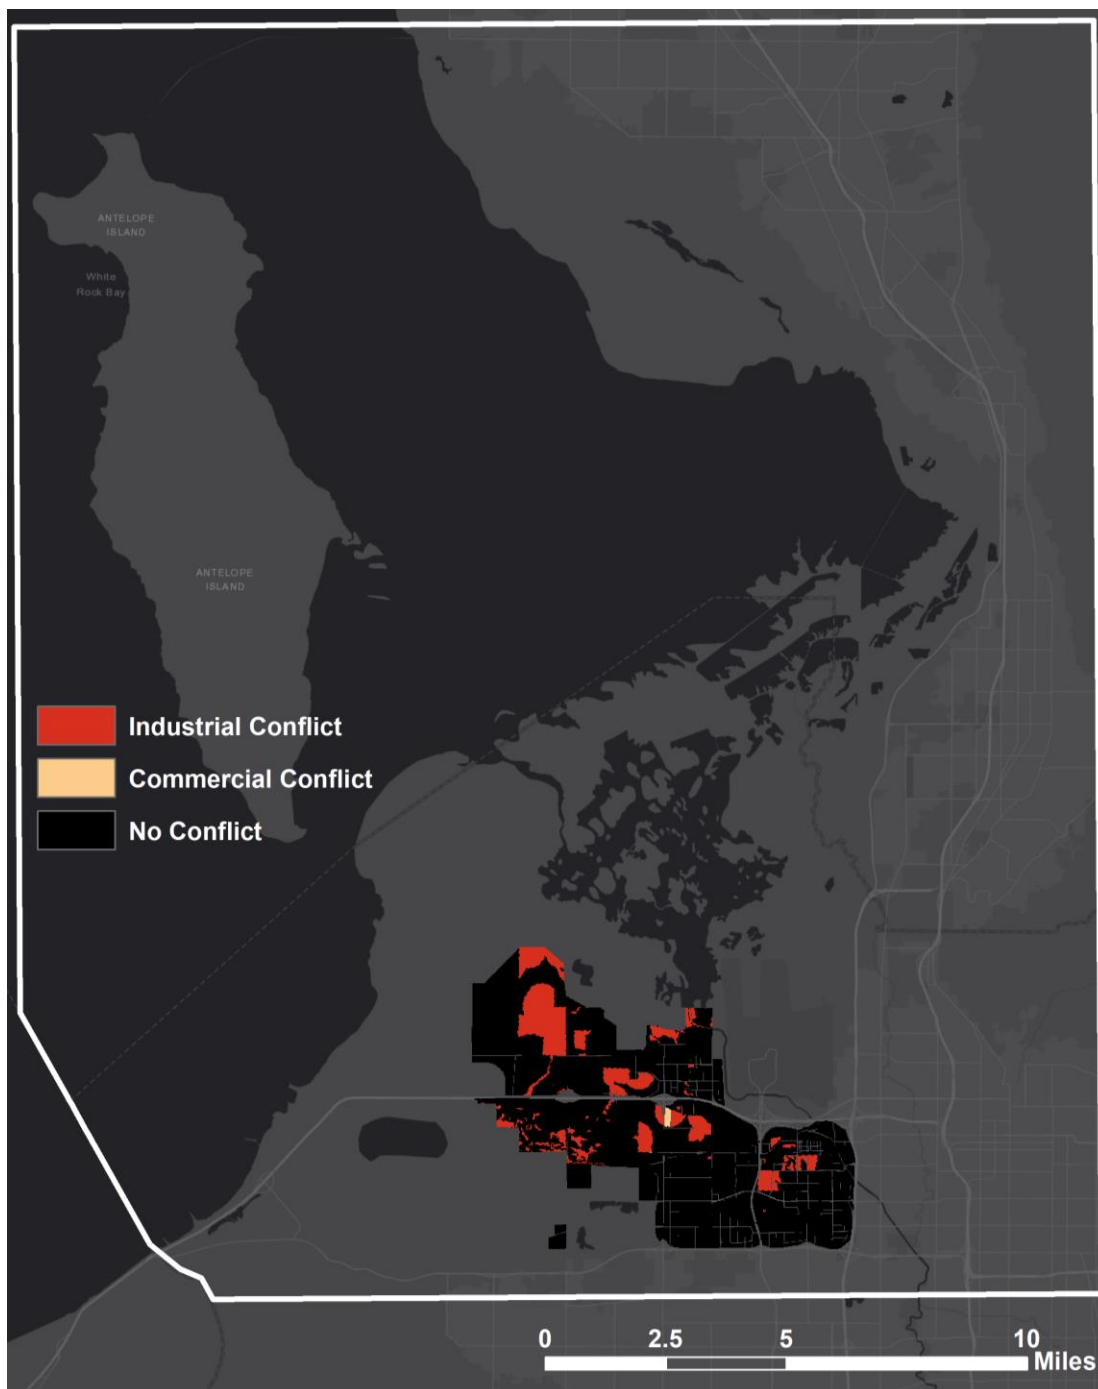 ANTELOPE
ISLAND
White
Rock Bay
ANTELOPE
ISLAND
Industrial Conflict
Commercial Conflict
No Conflict
0 2.5 5 10
Miles